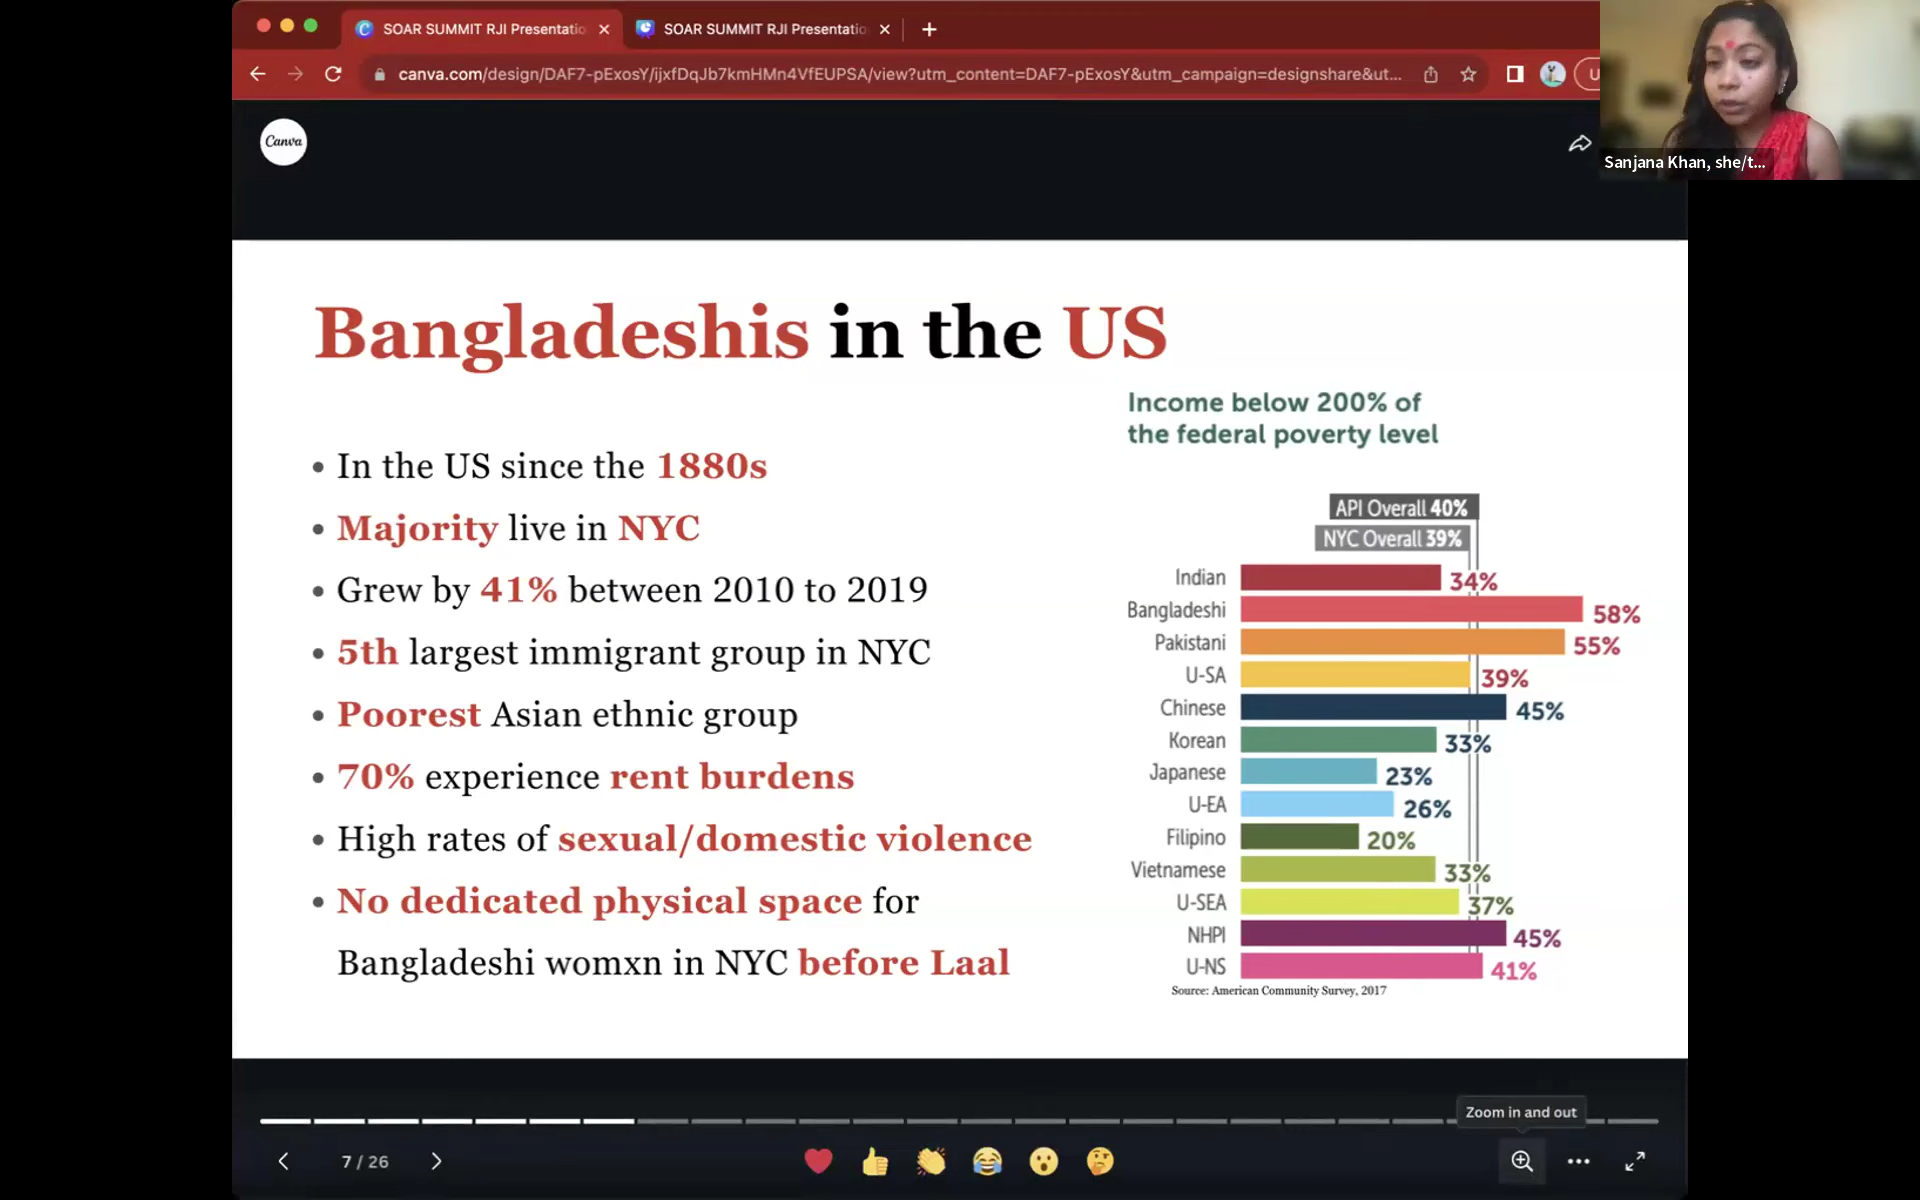 SOAR SUMMIT RJI Presentatio
SOAR SUMMIT RJI Presentatio
canva.com/design/DAF7-pExosY/ijxfDqJb7kmHMn4VfEUPSA/view?utm_content=DAF7-pExosY&utm_campaign=designshare&ut...
U
Canva
Sanjana Khan, she/t...
Bangladeshis in the US
• In the US since the 1880s
• Majority live in NYC
• Grew by 41% between 2010 to 2019
• 5th largest immigrant group in NYC
• Poorest Asian ethnic group
• 70% experience rent burdens
• High rates of sexual/domestic violence
• No dedicated physical space for
Bangladeshi womxn in NYC before Laal
Income below 200% of
the federal poverty level
API Overall 40%
NYC Overall 39%
Indian 34%
Bangladeshi 58%
Pakistani 55%
U-SA 39%
Chinese 45%
Korean 33%
Japanese 23%
U-EA 26%
Filipino 20%
Vietnamese 33%
U-SEA 37%
NHPI 45%
U-NS 41%
Source: American Community Survey, 2017
Zoom in and out
7 / 26